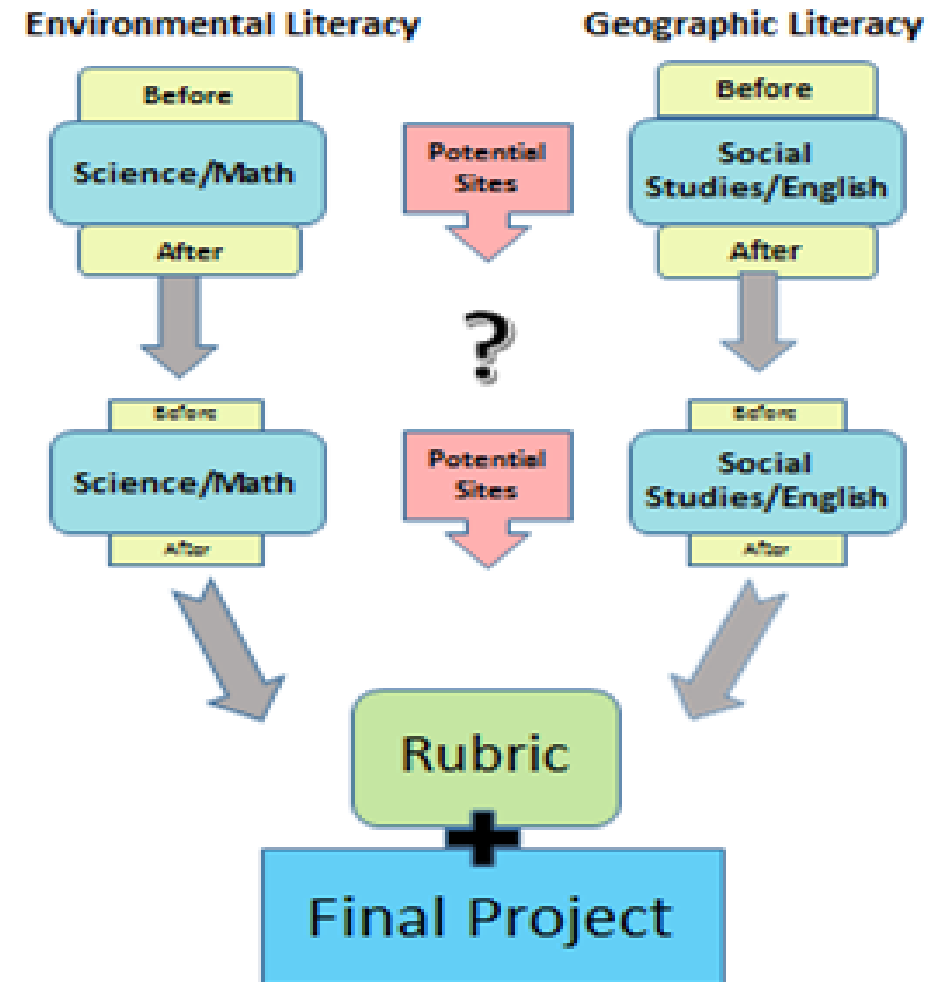 Environmental Literacy
Geographic Literacy
Before
Science/Math
After
Potential
Sites
Before
Social
Studies/English
After
?
Before
Science/Math
After
Potential
Sites
Before
Social
Studies/English
After
Rubric
+
Final Project